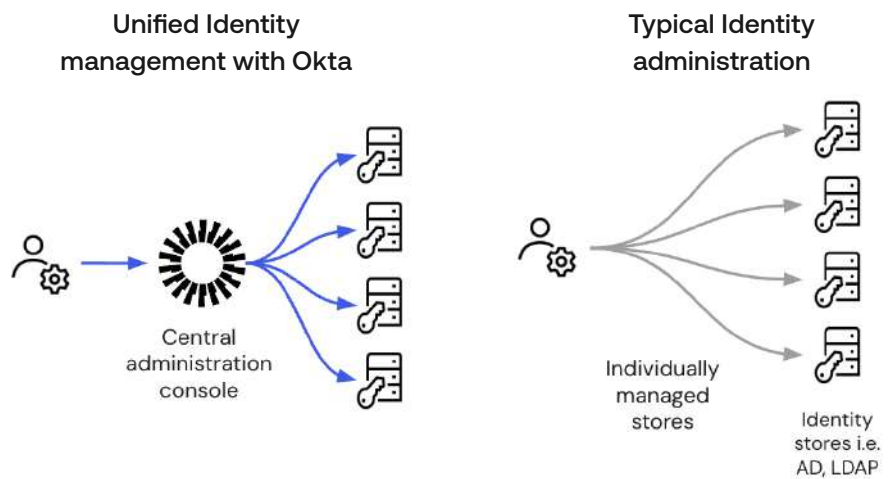 Unified Identity
management with Okta
Central
administration
console
Typical Identity
administration
Individually
managed
stores
Identity
stores i.e.
AD, LDAP